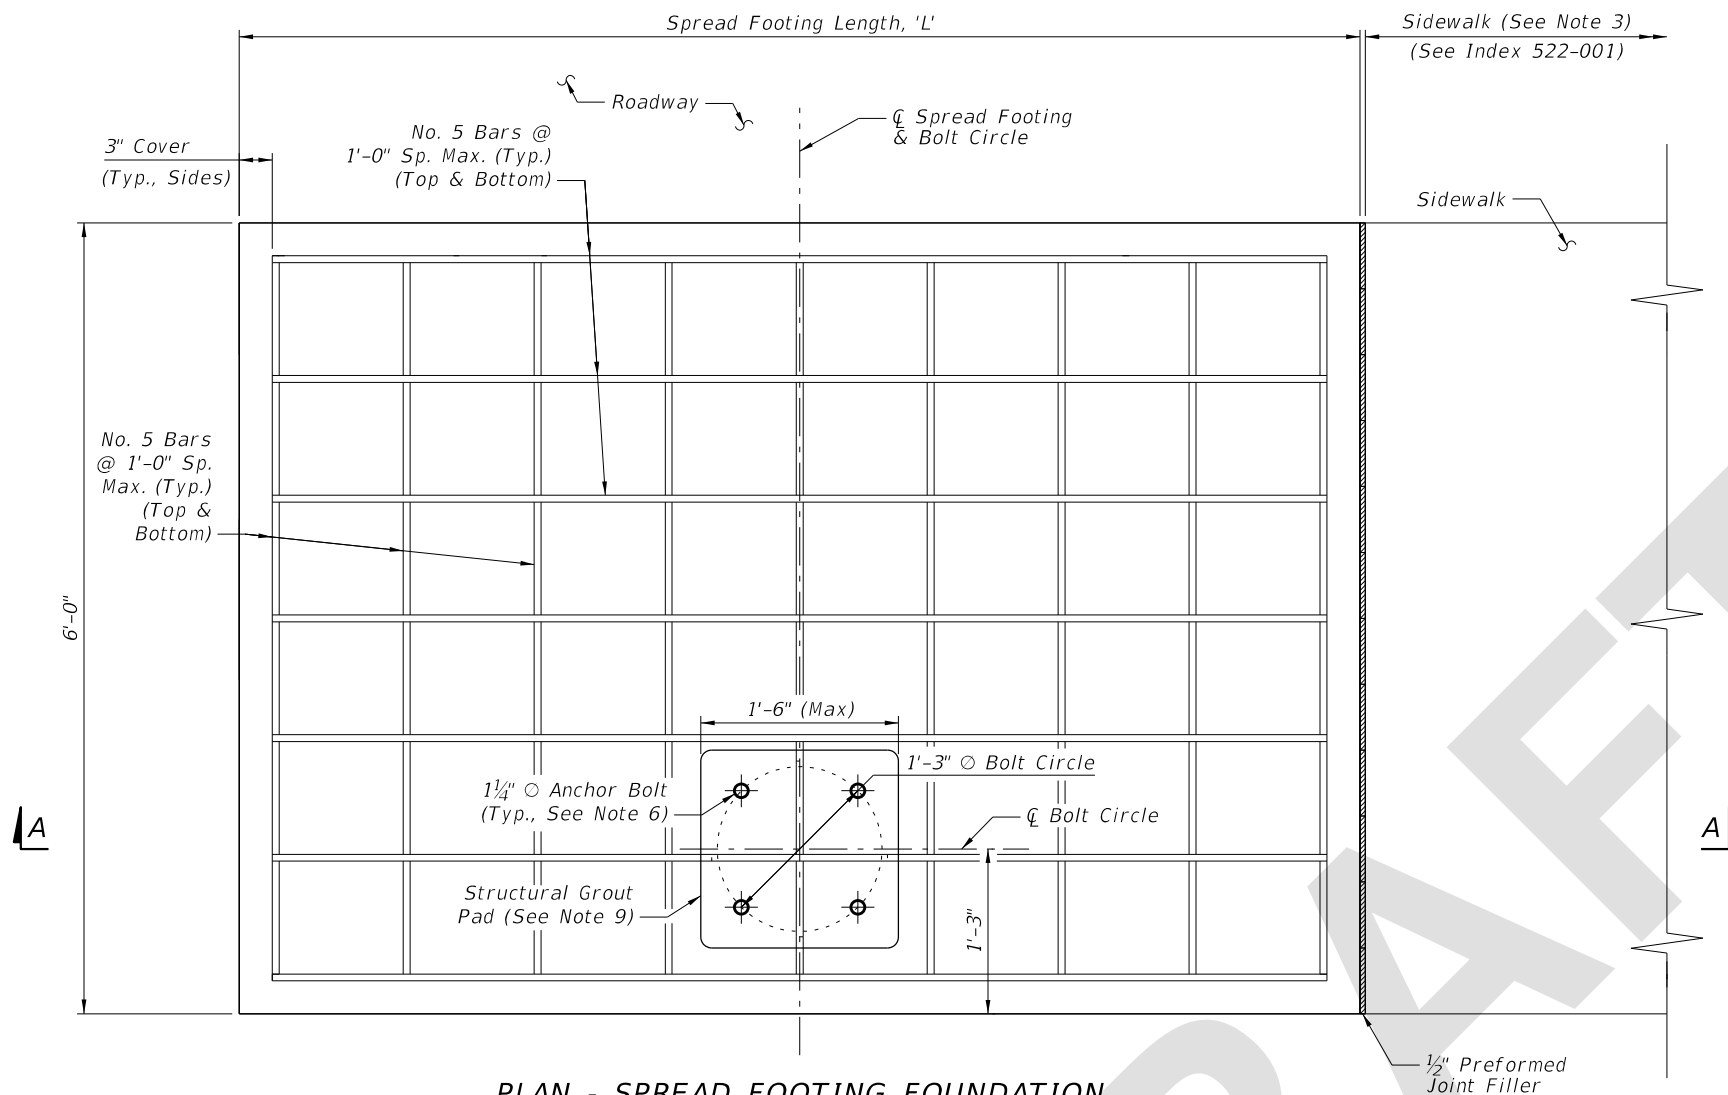 Spread Footing Length, 'L'
Sidewalk (See Note 3)
(See Index 522-001)
Roadway
℄ Spread Footing
& Bolt Circle
No. 5 Bars @
1'-0" Sp. Max. (Typ.)
(Top & Bottom)
3" Cover
(Typ., Sides)
Sidewalk
No. 5 Bars
@ 1'-0" Sp.
Max. (Typ.)
(Top &
Bottom)
6'-0"
1'-6" (Max)
1'-3" ∅ Bolt Circle
1¼" ∅ Anchor Bolt
(Typ., See Note 6)
℄ Bolt Circle
A
A
Structural Grout
Pad (See Note 9)
1'-3"
½" Preformed
Joint Filler
PLAN - SPREAD FOOTING FOUNDATION
RAFT